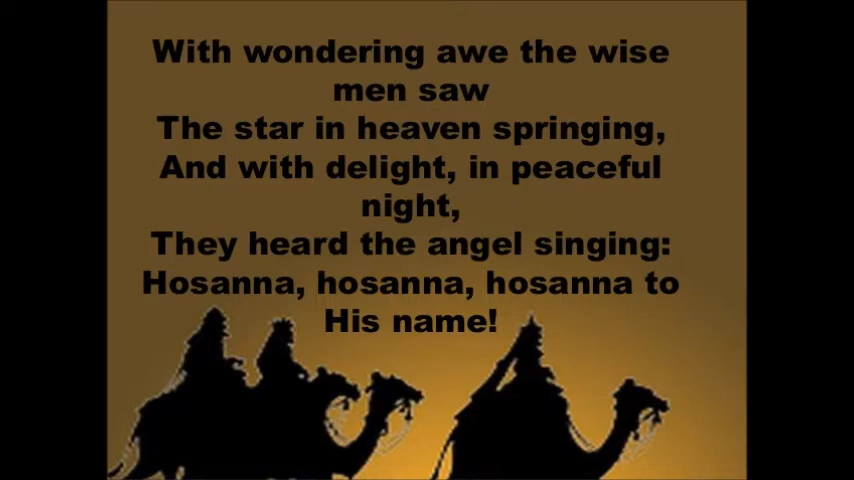 With wondering awe the wise
men saw
The star in heaven springing,
And with delight, in peaceful
night,
They heard the angel singing:
Hosanna, hosanna, hosanna to
His name!